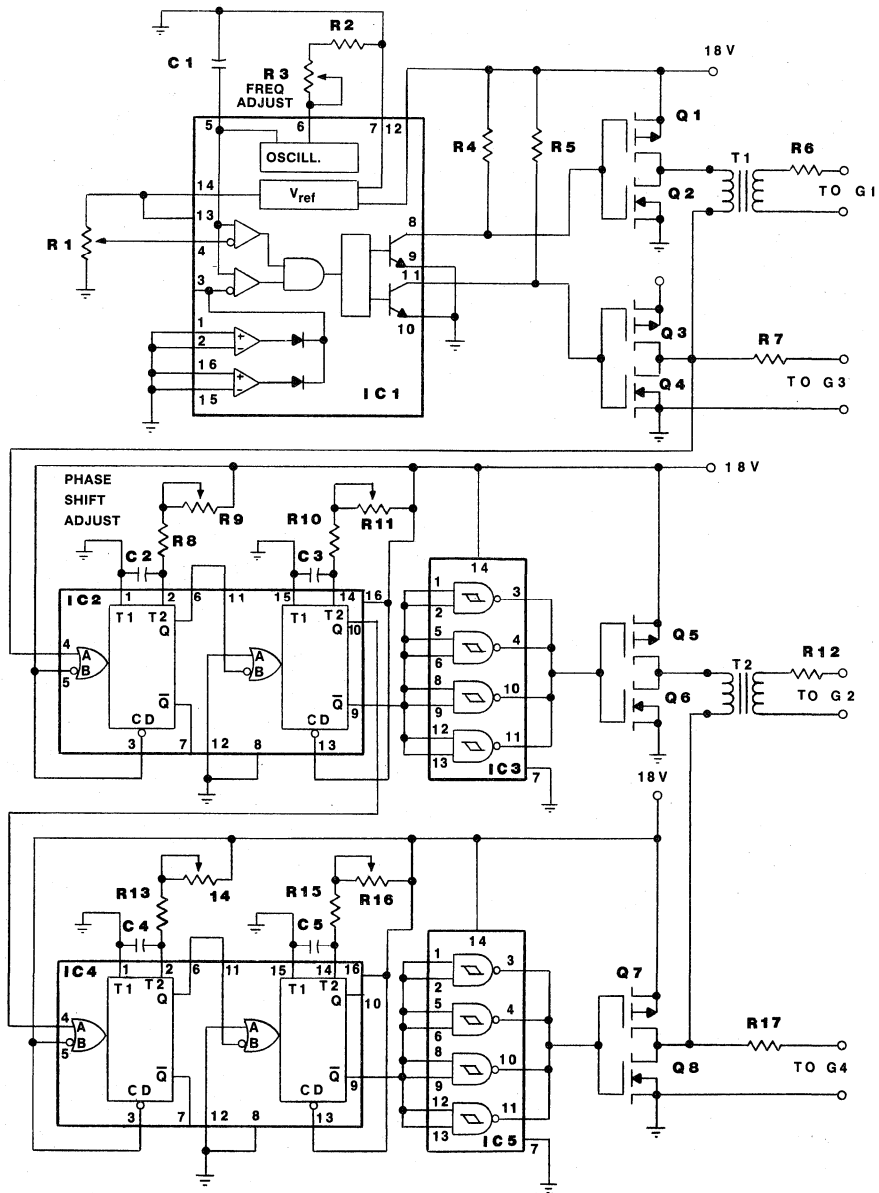 R2
18V
C1
R3
FREQ
ADJUST
Q1
5
6
7
12
R4
R5
R6
T1
OSCILL.
Q2
TO G1
14
Vref
13
8
R1
4
9
3
11
Q3
10
R7
1
2
Q4
TO G3
16
15
IC1
18V
PHASE
SHIFT
ADJUST
R9
R10
R11
R8
C2
C3
14
IC2
1
2
6
11
15
14
16
1
3
T1
T2
T1
T2
2
Q
Q
10
Q5
4
A
A
5
4
T2
R12
B
B
6
5
8
10
Q6
TO G2
Q
Q
9
9
CD
CD
12
11
3
7
12
8
13
13
IC3
7
18V
R13
14
R15
R16
C4
C5
14
IC4
1
2
6
11
15
14
16
1
3
Q7
T1
T2
T1
T2
2
Q
Q
10
4
A
A
5
4
R17
B
B
5
6
8
10
Q8
TO G4
Q
Q
9
9
CD
CD
12
11
3
7
12
8
13
13
IC5
7